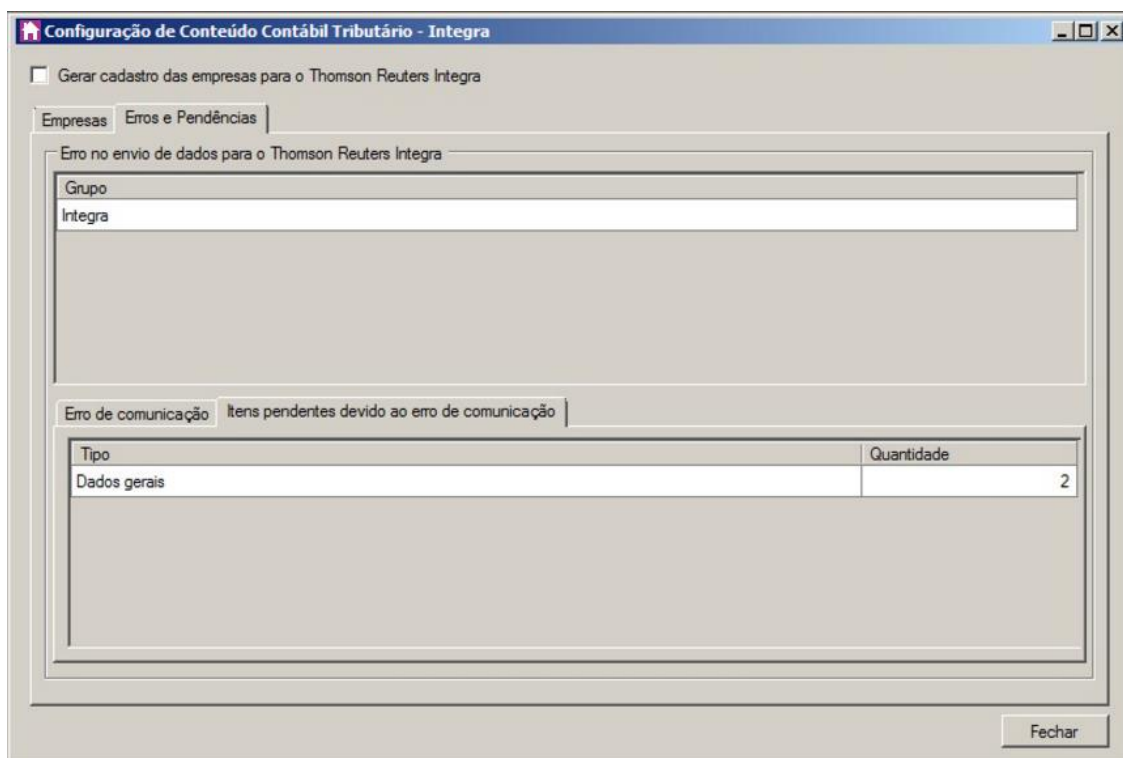 Configuração de Conteúdo Contábil Tributário - Integra
Gerar cadastro das empresas para o Thomson Reuters Integra
Empresas Erros e Pendências
Erro no envio de dados para o Thomson Reuters Integra
Grupo
Integra
Erro de comunicação Itens pendentes devido ao erro de comunicação
Tipo Quantidade
Dados gerais 2
Fechar